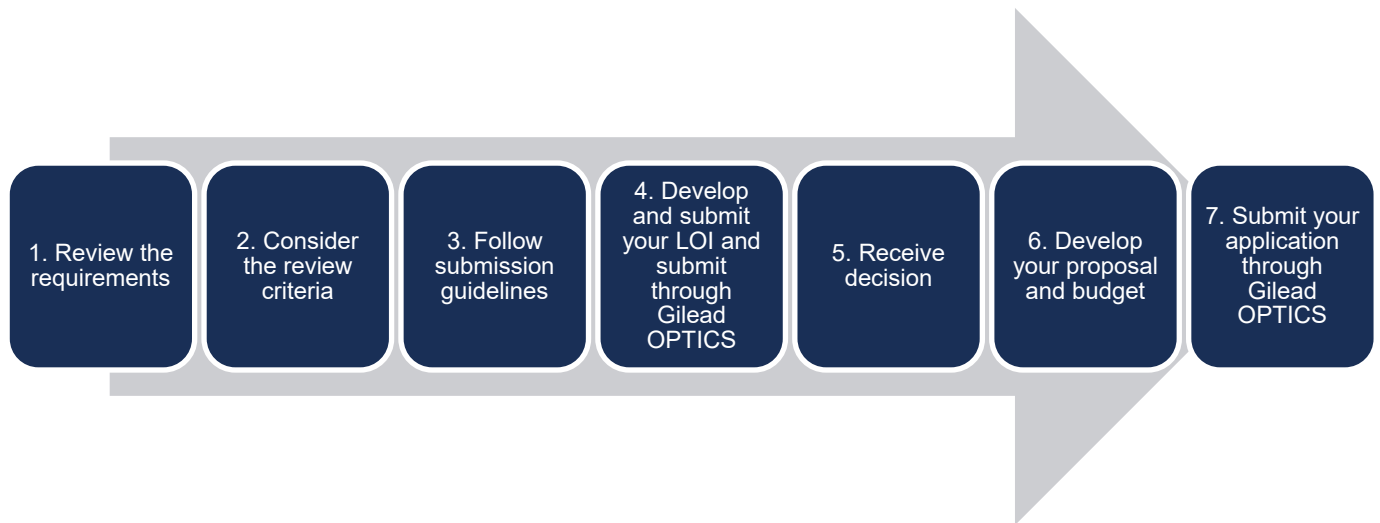 1. Review the
requirements
2. Consider
the review
criteria
3. Follow
submission
guidelines
4. Develop
and submit
your LOI and
submit
through
Gilead
OPTICS
5. Receive
decision
6. Develop
your proposal
and budget
7. Submit your
application
through
Gilead
OPTICS